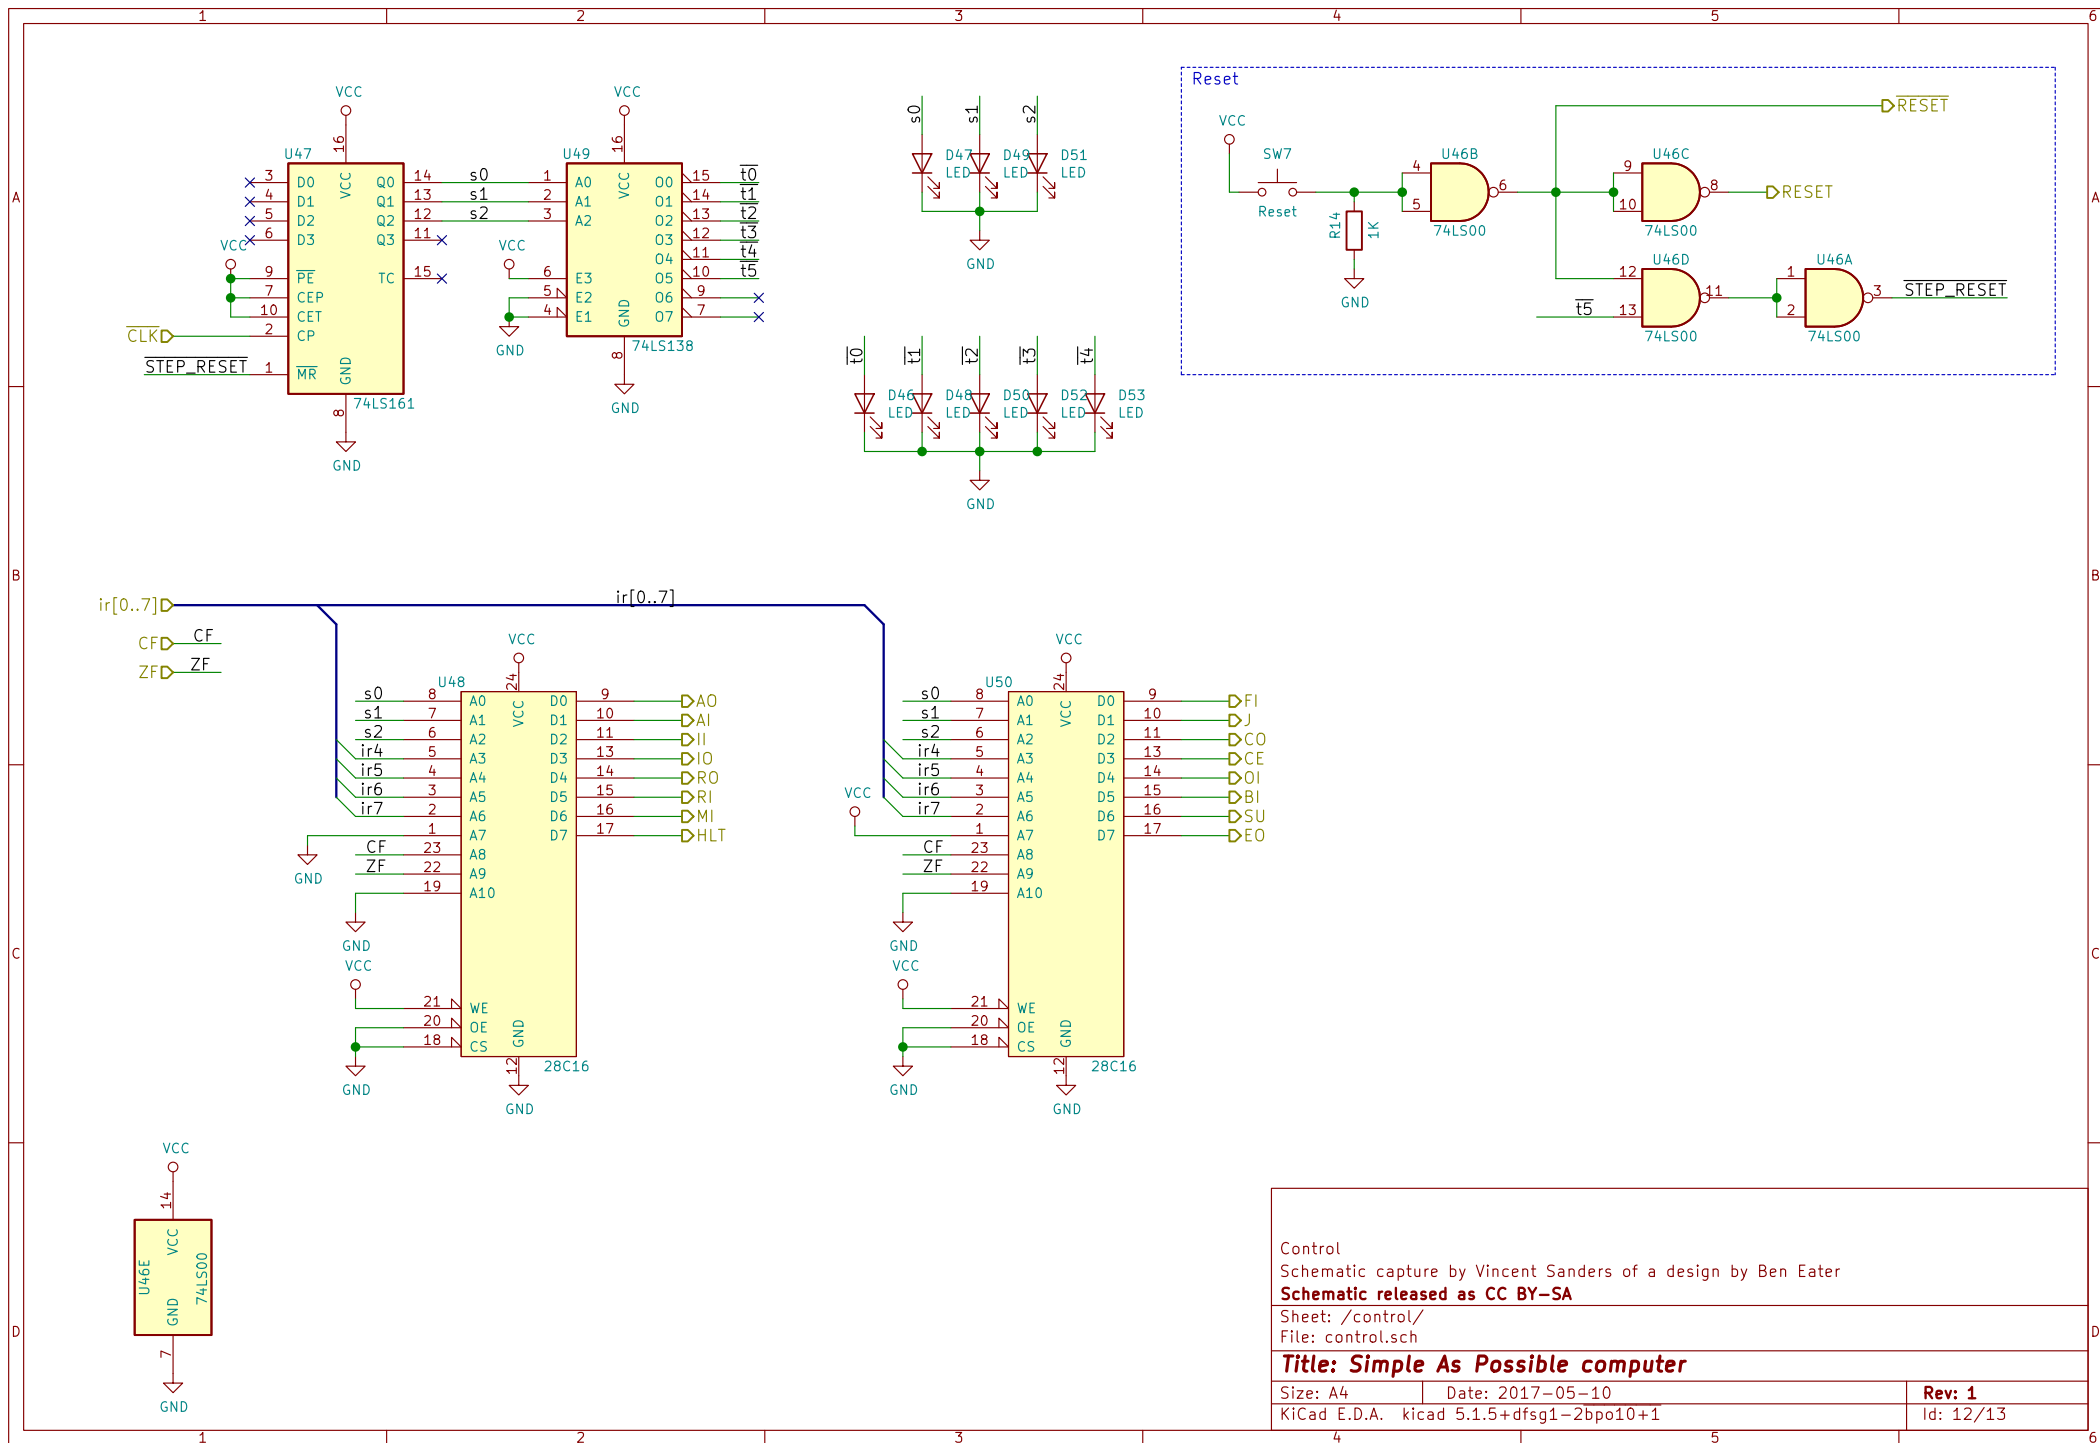 1 2 3 4 5 6
A
B
C
D
A
B
C
D
1 2 3 4 5 6
VCC
16
U47
3 D0
4 D1
5 D2
6 D3
VCC
9 PE
7 CEP
10 CET
CLK 2 CP
STEP_RESET 1 MR
VCC
GND
Q0 14 s0
Q1 13 s1
Q2 12 s2
Q3 11
TC 15
74LS161
8
GND
VCC
16
U49
1 A0
2 A1
3 A2
VCC
6 E3
5 E2
4 E1
GND
VCC
GND
O0 15 t0
O1 14 t1
O2 13 t2
O3 12 t3
O4 11 t4
O5 10 t5
O6 9
O7 7
74LS138
8
GND
s0 s1 s2
D47 LED
D49 LED
D51 LED
GND
t0 t1 t2 t3 t4
D46 LED
D48 LED
D50 LED
D52 LED
D53 LED
GND
Reset
VCC
SW7
Reset
R14
1K
GND
U46B
4
5
6
74LS00
U46C
9
10
8
74LS00
RESET
RESET
U46D
12
t5 13
11
74LS00
U46A
1
2
3
74LS00
STEP_RESET
ir[0..7]
ir[0..7]
CF CF
ZF ZF
VCC
24
U48
s0 8 A0
s1 7 A1
s2 6 A2
ir4 5 A3
ir5 4 A4
ir6 3 A5
ir7 2 A6
1 A7
GND
CF 23 A8
ZF 22 A9
19 A10
GND
VCC
21 WE
20 OE
18 CS
GND
VCC
GND
D0 9 AO
D1 10 AI
D2 11 II
D3 13 IO
D4 14 RO
D5 15 RI
D6 16 MI
D7 17 HLT
28C16
12
GND
VCC
24
U50
s0 8 A0
s1 7 A1
s2 6 A2
ir4 5 A3
ir5 4 A4
ir6 3 A5
ir7 2 A6
VCC
1 A7
CF 23 A8
ZF 22 A9
19 A10
GND
VCC
21 WE
20 OE
18 CS
GND
VCC
GND
D0 9 FI
D1 10 J
D2 11 CO
D3 13 CE
D4 14 OI
D5 15 BI
D6 16 SU
D7 17 EO
28C16
12
GND
VCC
14
U46E
VCC
GND
74LS00
7
GND
Control
Schematic capture by Vincent Sanders of a design by Ben Eater
Schematic released as CC BY-SA
Sheet: /control/
File: control.sch
Title: Simple As Possible computer
Size: A4 Date: 2017-05-10 Rev: 1
KiCad E.D.A. kicad 5.1.5+dfsg1-2bpo10+1 Id: 12/13